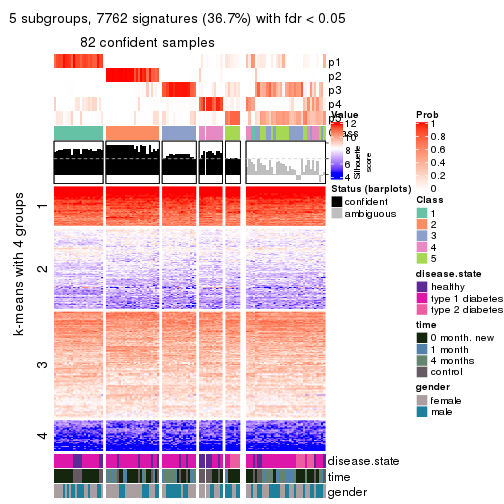 5 subgroups, 7762 signatures (36.7%) with fdr < 0.05
82 confident samples
p1
p2
p3
p4
p5
Class
k-means with 4 groups
1
2
3
4
Value
12
10
8
6
4
Silhouette
score
Status (barplots)
confident
ambiguous
disease.state
time
gender
Prob
1
0.8
0.6
0.4
0.2
0
Class
1
2
3
4
5
disease.state
healthy
type 1 diabetes
type 2 diabetes
time
0 month. new
1 month
4 months
control
gender
female
male